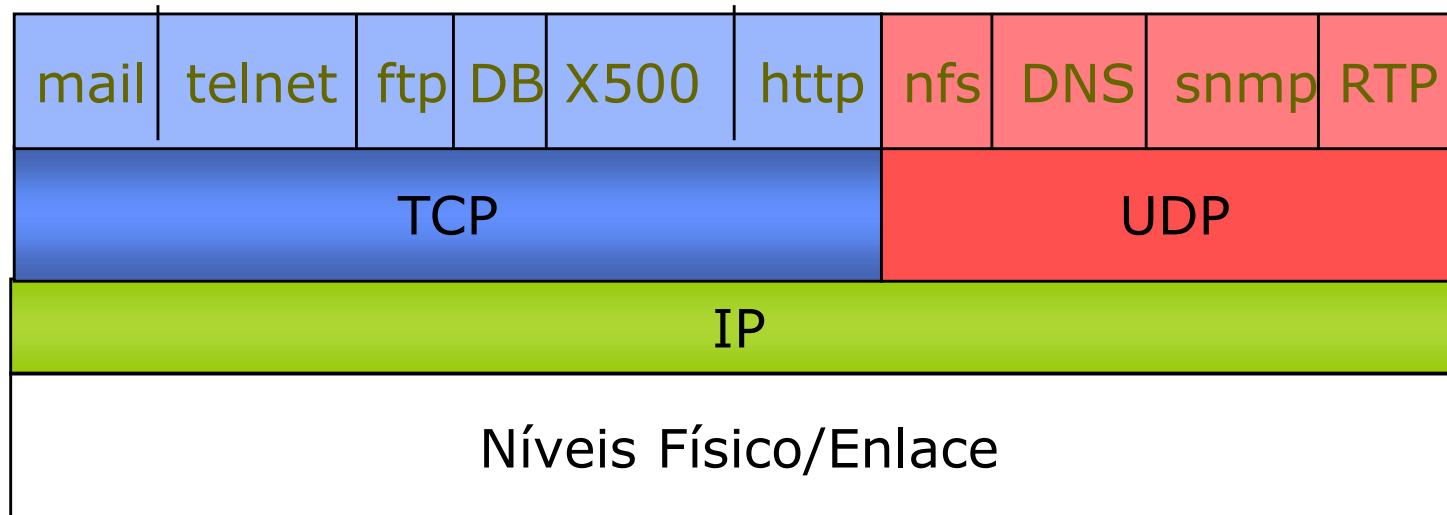 mail telnet ftp DB X500 http nfs DNS snmp RTP
TCP UDP
IP
Níveis Físico/Enlace